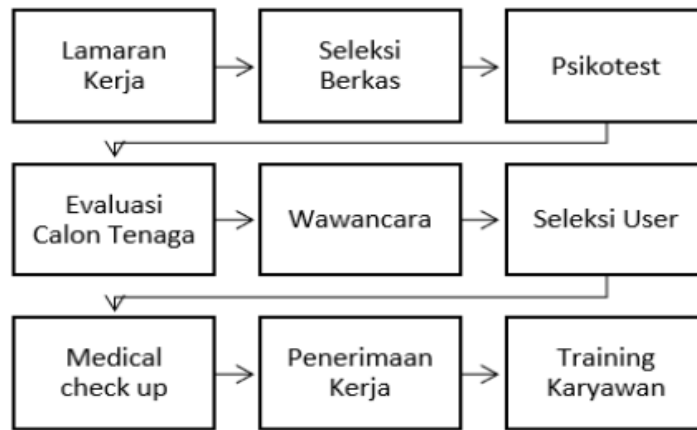 Lamaran
Kerja
Seleksi
Berkas
Psikotest
Evaluasi
Calon Tenaga
Wawancara
Seleksi User
Medical
check up
Penerimaan
Kerja
Training
Karyawan